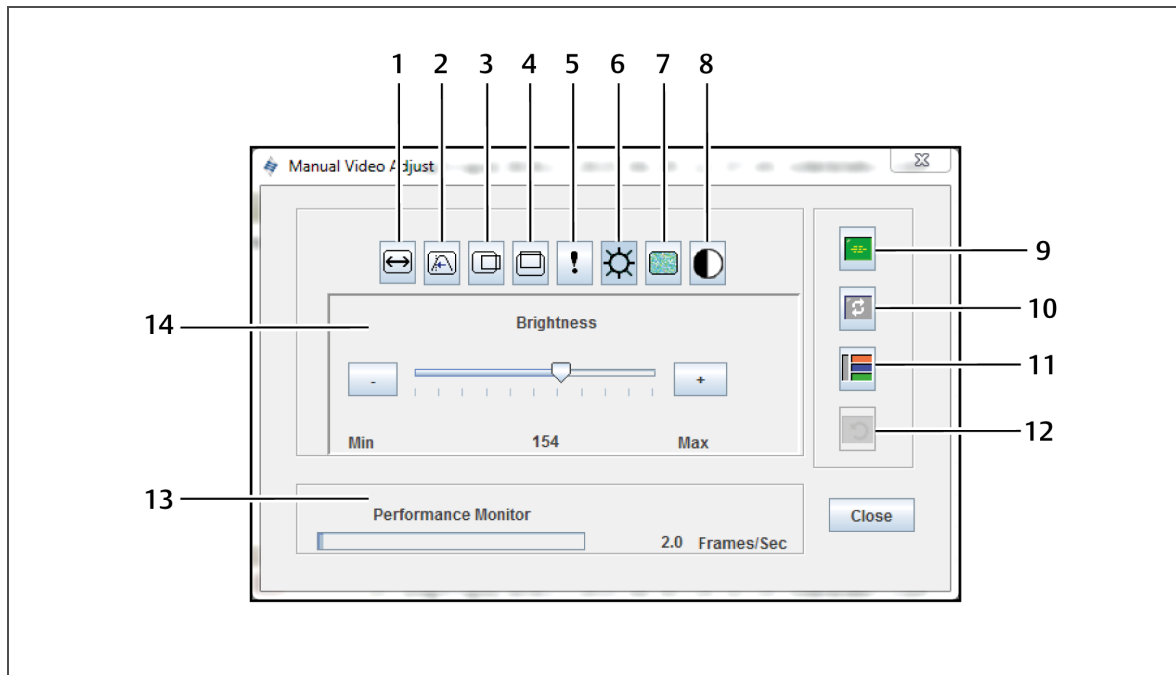 1 2 3 4 5 6 7 8
Manual Video Adjust
9
10
11
12
14
Brightness
- +
Min 154 Max
13
Performance Monitor
2.0 Frames/Sec
Close